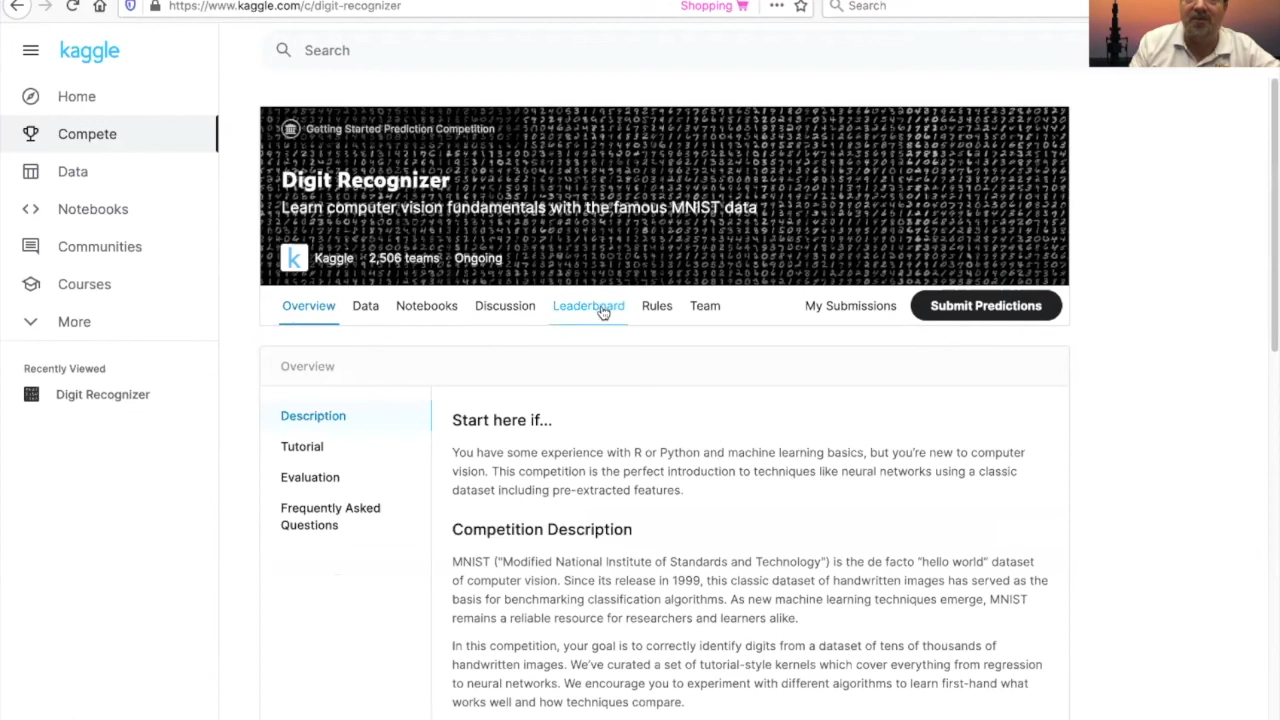 https://www.kaggle.com/c/digit-recognizer
Shopping
Search
kaggle
Search
Home
Compete
Data
Notebooks
Communities
Courses
More
Recently Viewed
Digit Recognizer
Getting Started Prediction Competition
Digit Recognizer
Learn computer vision fundamentals with the famous MNIST data
k
Kaggle · 2,506 teams · Ongoing
Overview Data Notebooks Discussion Leaderboard Rules Team My Submissions Submit Predictions
Overview
Description
Tutorial
Evaluation
Frequently Asked
Questions
Start here if...
You have some experience with R or Python and machine learning basics, but you're new to computer
vision. This competition is the perfect introduction to techniques like neural networks using a classic
dataset including pre-extracted features.
Competition Description
MNIST ("Modified National Institute of Standards and Technology") is the de facto "hello world" dataset
of computer vision. Since its release in 1999, this classic dataset of handwritten images has served as the
basis for benchmarking classification algorithms. As new machine learning techniques emerge, MNIST
remains a reliable resource for researchers and learners alike.
In this competition, your goal is to correctly identify digits from a dataset of tens of thousands of
handwritten images. We've curated a set of tutorial-style kernels which cover everything from regression
to neural networks. We encourage you to experiment with different algorithms to learn first-hand what
works well and how techniques compare.